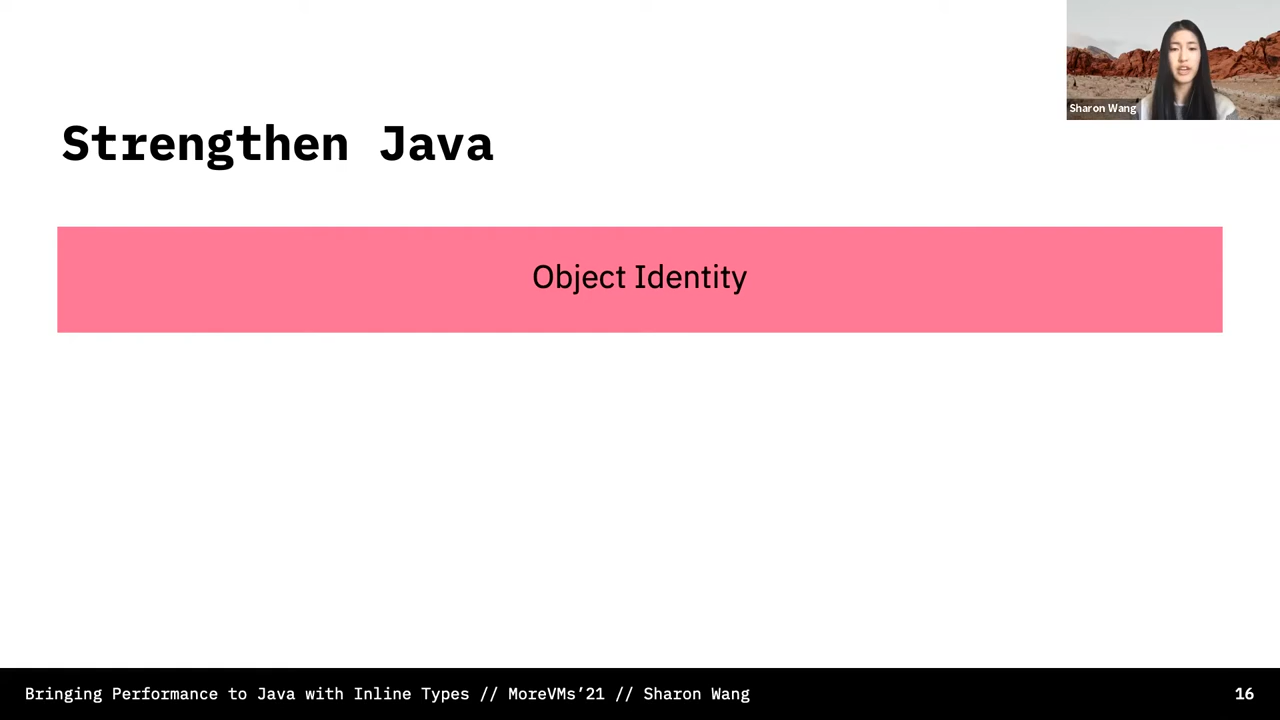 Sharon Wang
Strengthen Java
Object Identity
Bringing Performance to Java with Inline Types // MoreVMs’21 // Sharon Wang
16